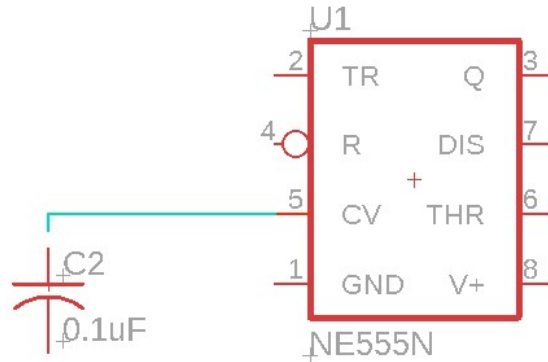 U1
2 TR Q 3
4 R DIS 7
5 CV THR 6
1 GND V+ 8
C2
0.1uF
NE555N